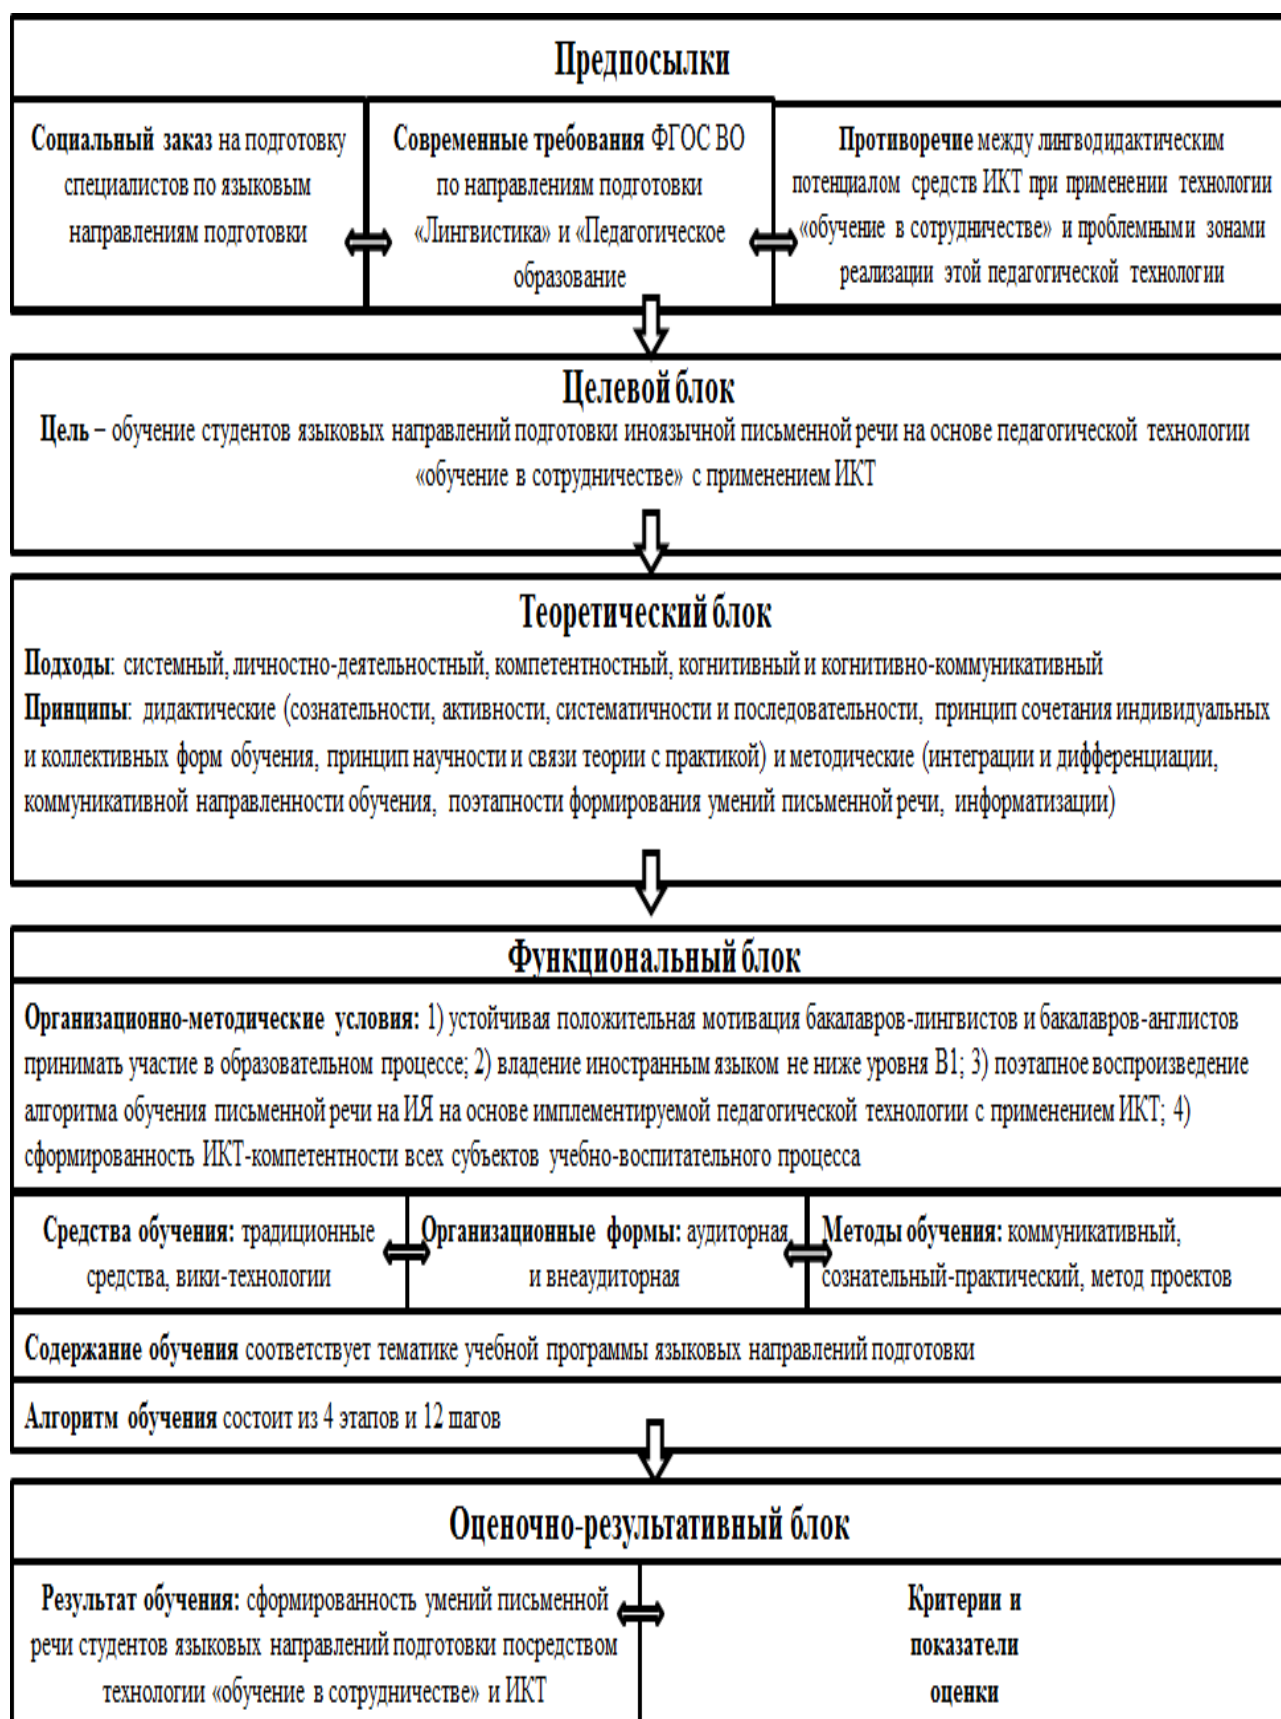 Предпосылки
Социальный заказ на подготовку
специалистов по языковым
направлениям подготовки
Современные требования ФГОС ВО
по направлениям подготовки
«Лингвистика» и «Педагогическое
образование
Противоречие между лингводидактическим
потенциалом средств ИКТ при применении технологии
«обучение в сотрудничестве» и проблемными зонами
реализации этой педагогической технологии
Целевой блок
Цель – обучение студентов языковых направлений подготовки иноязычной письменной речи на основе педагогической технологии
«обучение в сотрудничестве» с применением ИКТ
Теоретический блок
Подходы: системный, личностно-деятельностный, компетентностный, когнитивный и когнитивно-коммуникативный
Принципы: дидактические (сознательности, активности, систематичности и последовательности, принцип сочетания индивидуальных
и коллективных форм обучения, принцип научности и связи теории с практикой) и методические (интеграции и дифференциации,
коммуникативной направленности обучения, поэтапности формирования умений письменной речи, информатизации)
Функциональный блок
Организационно-методические условия: 1) устойчивая положительная мотивация бакалавров-лингвистов и бакалавров-англистов
принимать участие в образовательном процессе; 2) владение иностранным языком не ниже уровня В1; 3) поэтапное воспроизведение
алгоритма обучения письменной речи на ИЯ на основе имплементируемой педагогической технологии с применением ИКТ; 4)
сформированность ИКТ-компетентности всех субъектов учебно-воспитательного процесса
Средства обучения: традиционные
средства, вики-технологии
Организационные формы: аудиторная
и внеаудиторная
Методы обучения: коммуникативный,
сознательный-практический, метод проектов
Содержание обучения соответствует тематике учебной программы языковых направлений подготовки
Алгоритм обучения состоит из 4 этапов и 12 шагов
Оценочно-результативный блок
Результат обучения: сформированность умений письменной
речи студентов языковых направлений подготовки посредством
технологии «обучение в сотрудничестве» и ИКТ
Критерии и
показатели
оценки